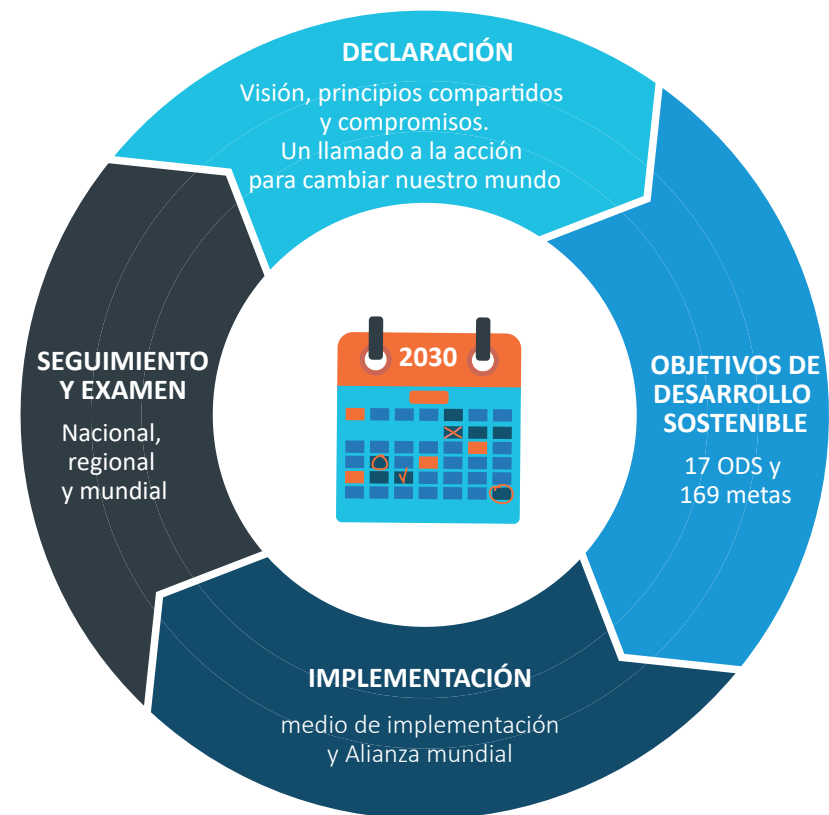 DECLARACIÓN
Visión, principios compartidos
y compromisos.
Un llamado a la acción
para cambiar nuestro mundo
OBJETIVOS DE
DESARROLLO
SOSTENIBLE
17 ODS y
169 metas
IMPLEMENTACIÓN
medio de implementación
y Alianza mundial
SEGUIMIENTO
Y EXAMEN
Nacional,
regional
y mundial
2030